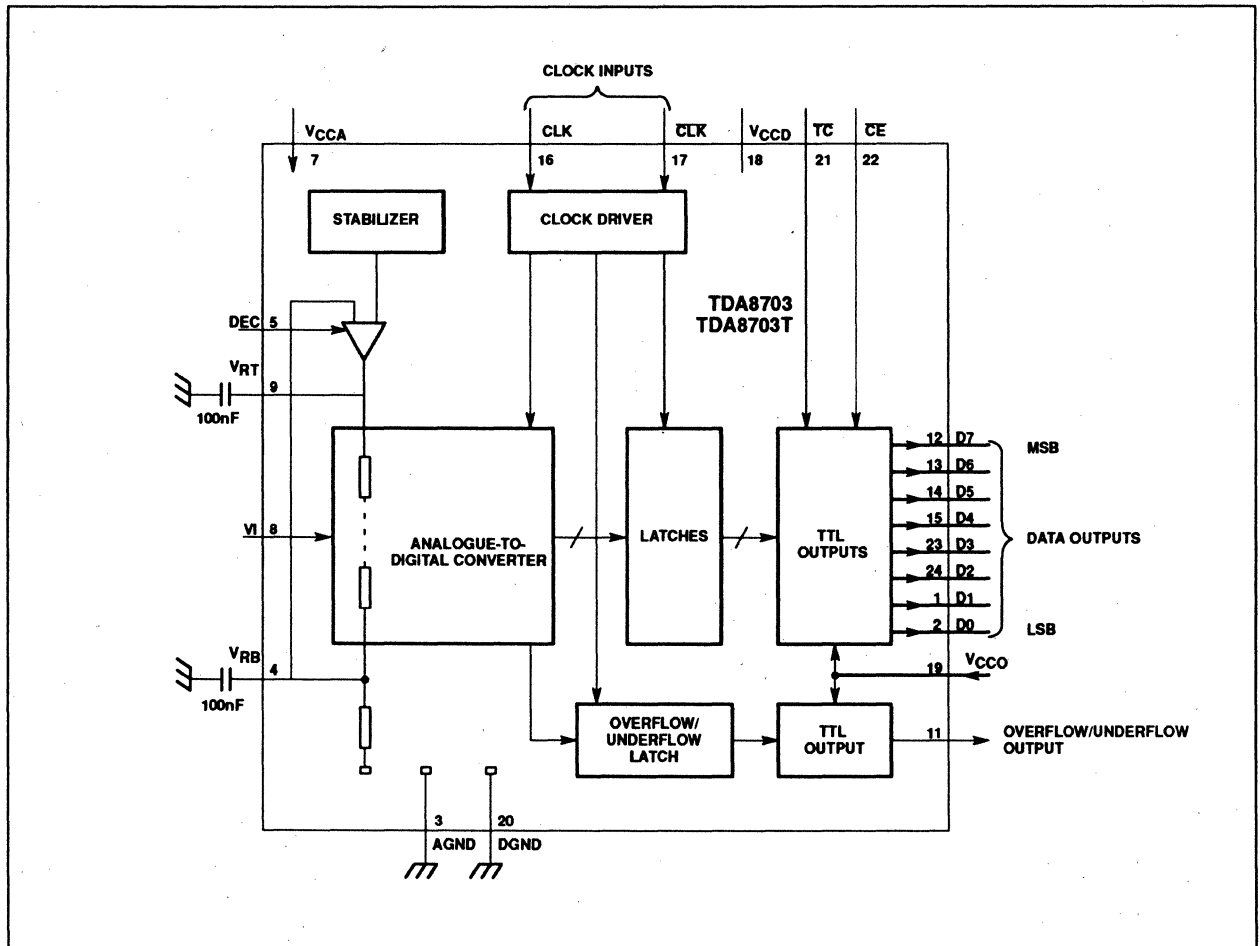 CLOCK INPUTS
VCCA
CLK
C̅L̅K̅
VCCD
T̅C̅
C̅E̅
7
16
17
18
21
22
STABILIZER
CLOCK DRIVER
TDA8703
TDA8703T
DEC 5
VRT
9
100nF
VI 8
ANALOGUE-TO-
DIGITAL CONVERTER
LATCHES
TTL
OUTPUTS
12 D7
MSB
13 D6
14 D5
15 D4
DATA OUTPUTS
23 D3
24 D2
1 D1
2 D0
LSB
VRB
4
100nF
19
VCCO
OVERFLOW/
UNDERFLOW
LATCH
TTL
OUTPUT
11
OVERFLOW/UNDERFLOW
OUTPUT
3
AGND
20
DGND